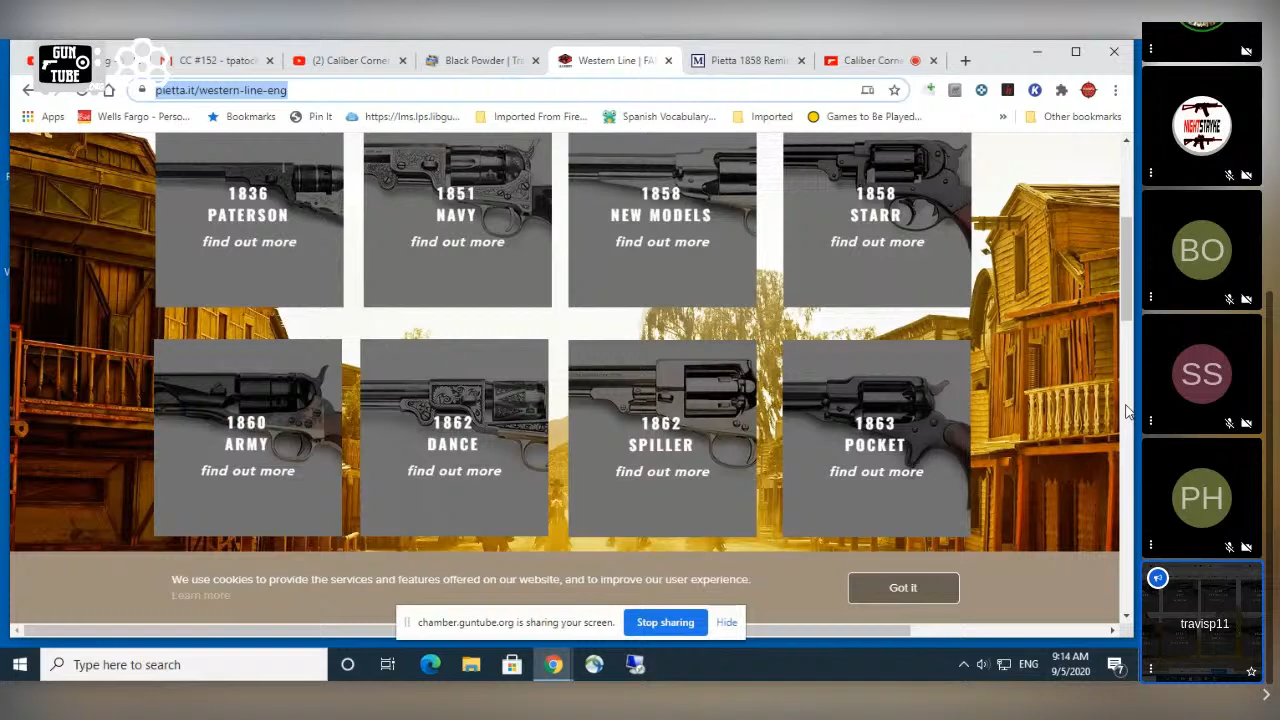 GUN
TUBE
CC #152 - tpatoc
(2) Caliber Corne
Black Powder | Tra
Western Line | FA
Pietta 1858 Remi
Caliber Corne
pietta.it/western-line-eng
Apps
Wells Fargo - Perso...
Bookmarks
Pin It
https://lms.lps.libgu...
Imported From Fire...
Spanish Vocabulary...
Imported
Games to Be Played...
»
Other bookmarks
1836
PATERSON
find out more
1851
NAVY
find out more
1858
NEW MODELS
find out more
1858
STARR
find out more
1860
ARMY
find out more
1862
DANCE
find out more
1862
SPILLER
find out more
1863
POCKET
find out more
We use cookies to provide the services and features offered on our website, and to improve our user experience.
Learn more
Got it
chamber.guntube.org is sharing your screen.
Stop sharing
Hide
Type here to search
ENG
9:14 AM
9/5/2020
7
NIGHTSTRYKE
BO
SS
PH
travisp11